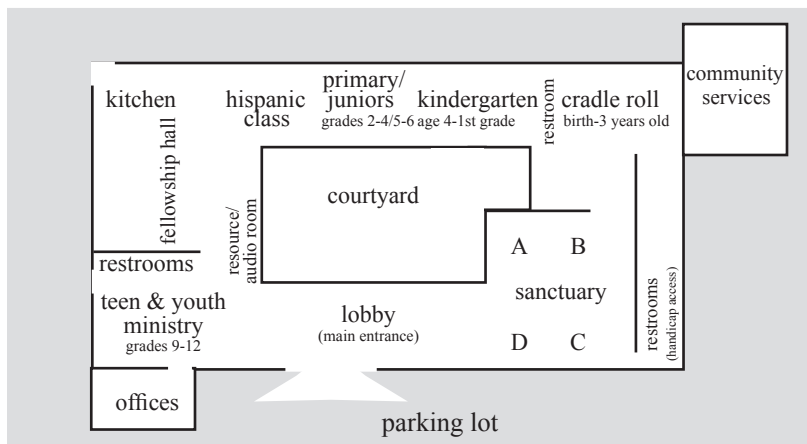 kitchen
hispanic
class
primary/
juniors
grades 2-4/5-6
kindergarten
age 4-1st grade
restroom
cradle roll
birth-3 years old
community
services
fellowship hall
courtyard
resource/
audio room
restrooms
teen & youth
ministry
grades 9-12
lobby
(main entrance)
A B
sanctuary
D C
restrooms
(handicap access)
offices
parking lot